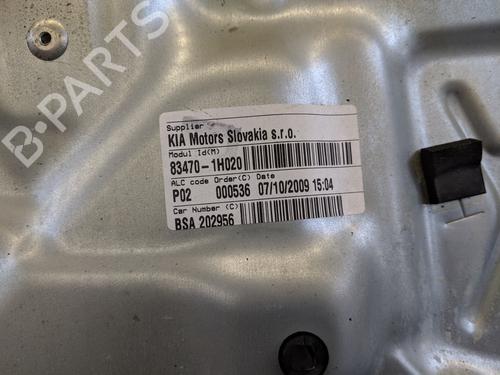 B-PARTS
Supplier
KIA Motors Slovakia s.r.o.
Modul Id(M)
83470-1H020
ALC code Order(C) Date
P02 000536 07/10/2009 15:04
Car Number (C)
BSA 202956